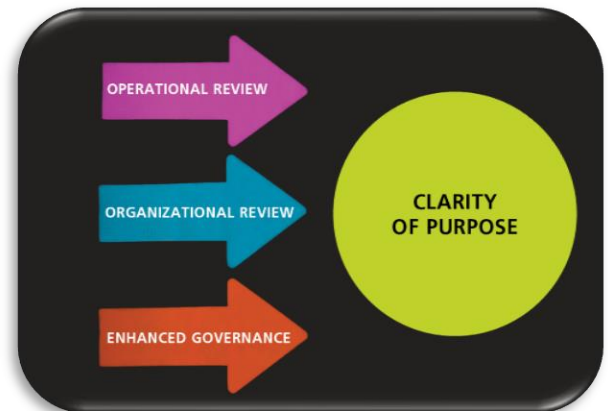 OPERATIONAL REVIEW
ORGANIZATIONAL REVIEW
ENHANCED GOVERNANCE
CLARITY
OF PURPOSE